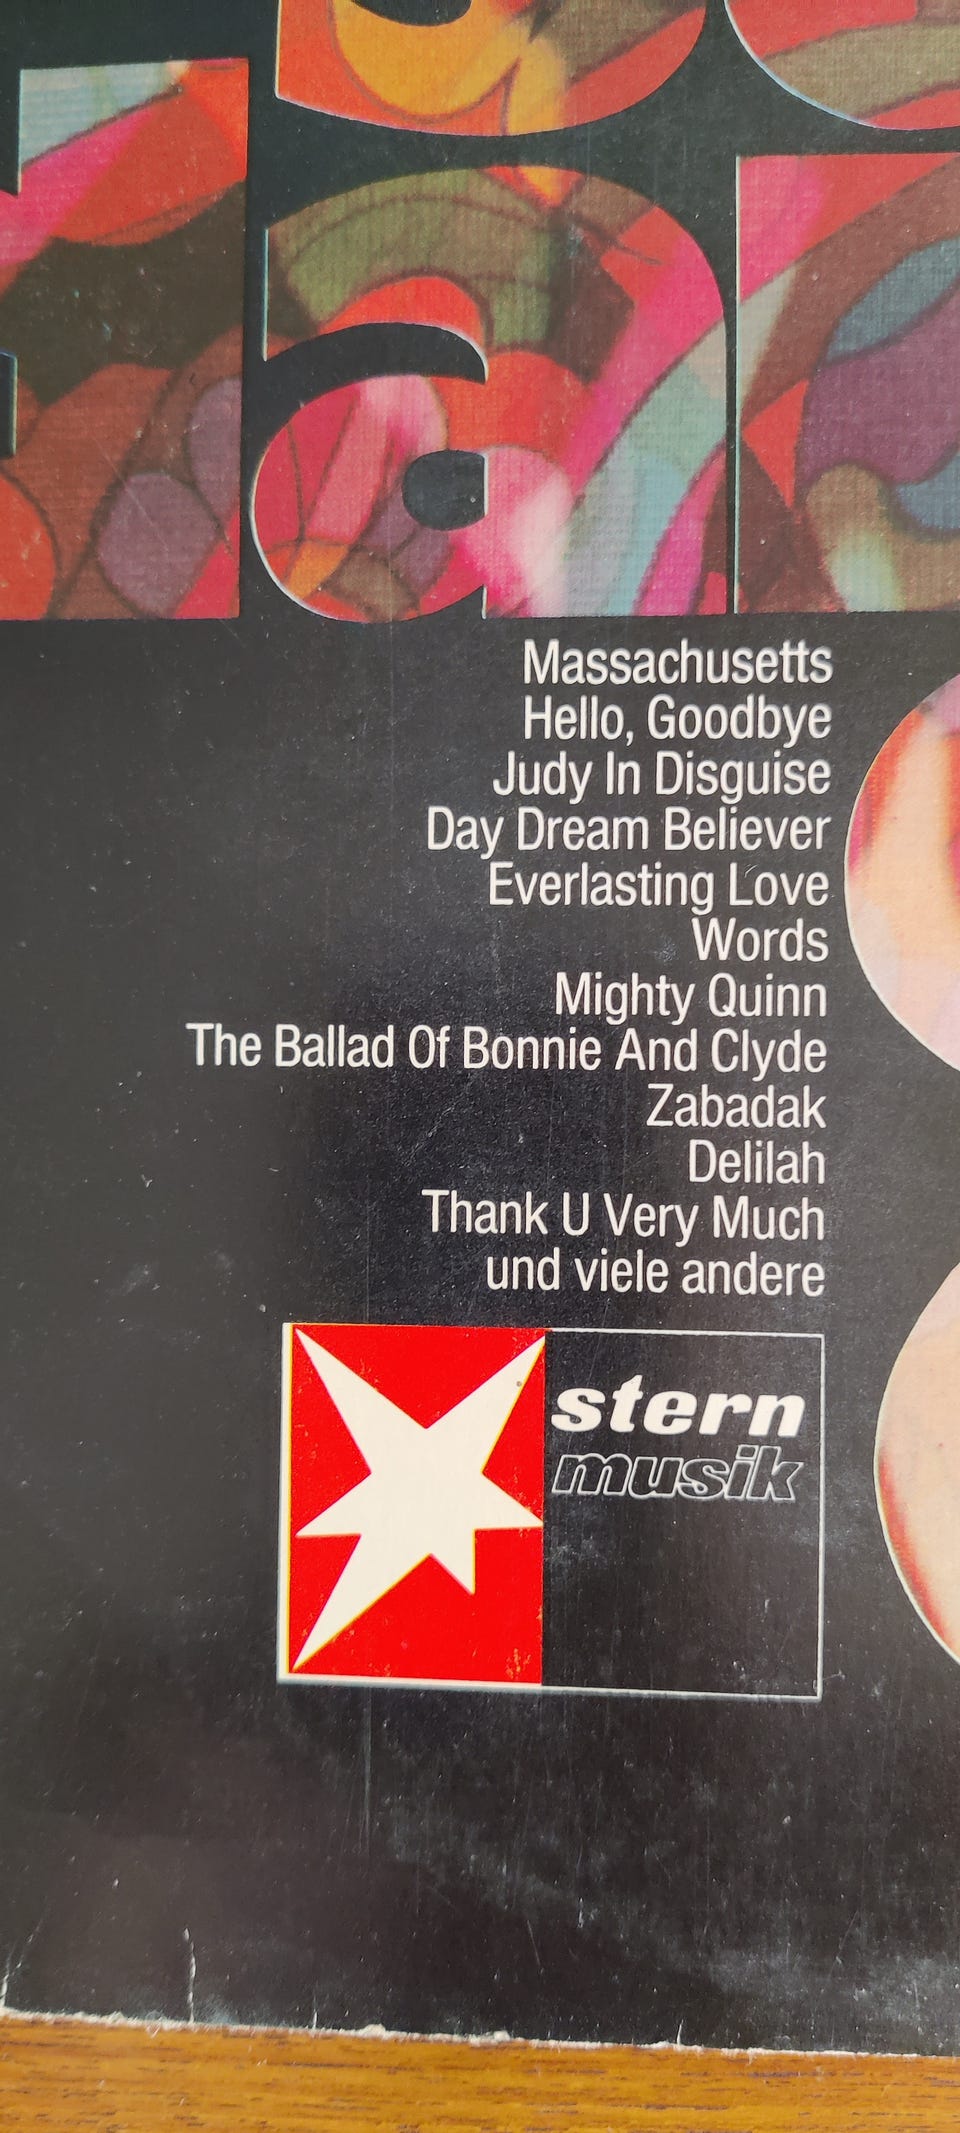 a
Massachusetts
Hello, Goodbye
Judy In Disguise
Day Dream Believer
Everlasting Love
Words
Mighty Quinn
The Ballad Of Bonnie And Clyde
Zabadak
Delilah
Thank U Very Much
und viele andere
stern
musik